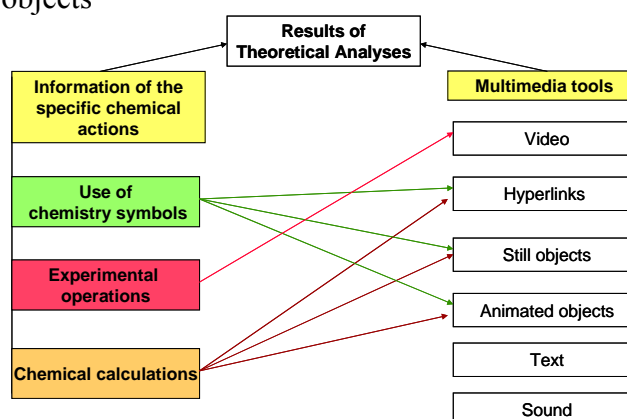 objects
Results of
Theoretical Analyses
Information of the
specific chemical
actions
Multimedia tools
Video
Use of
chemistry symbols
Hyperlinks
Still objects
Experimental
operations
Animated objects
Chemical calculations
Text
Sound